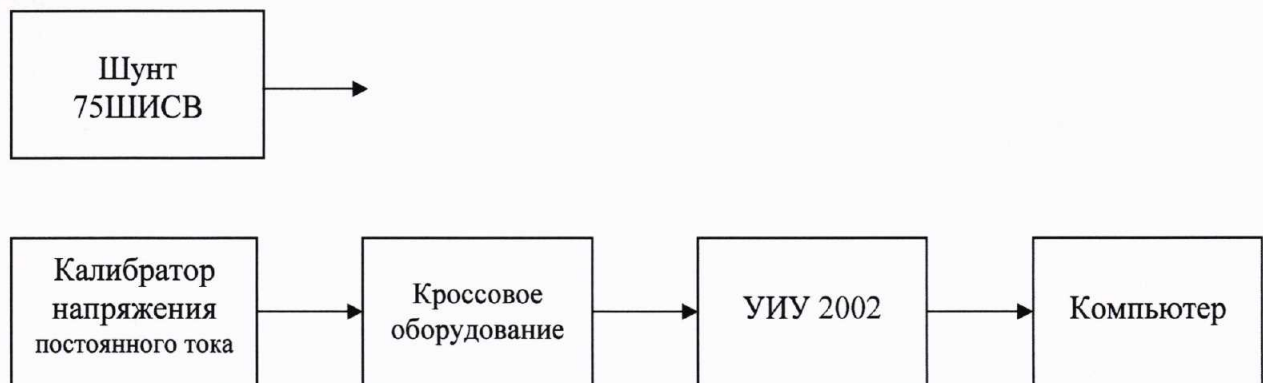 Шунт
75ШИСВ
Калибратор
напряжения
постоянного тока
Кроссовое
оборудование
УИУ 2002
Компьютер